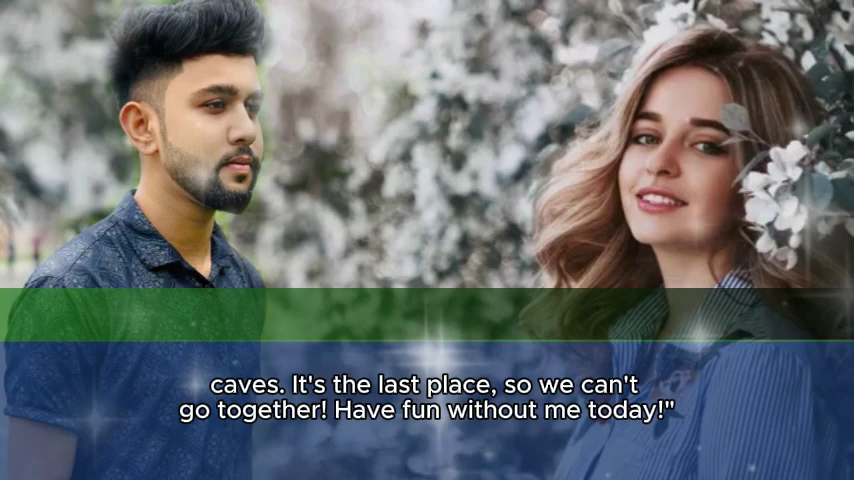 caves. It's the last place, so we can't
go together! Have fun without me today!"